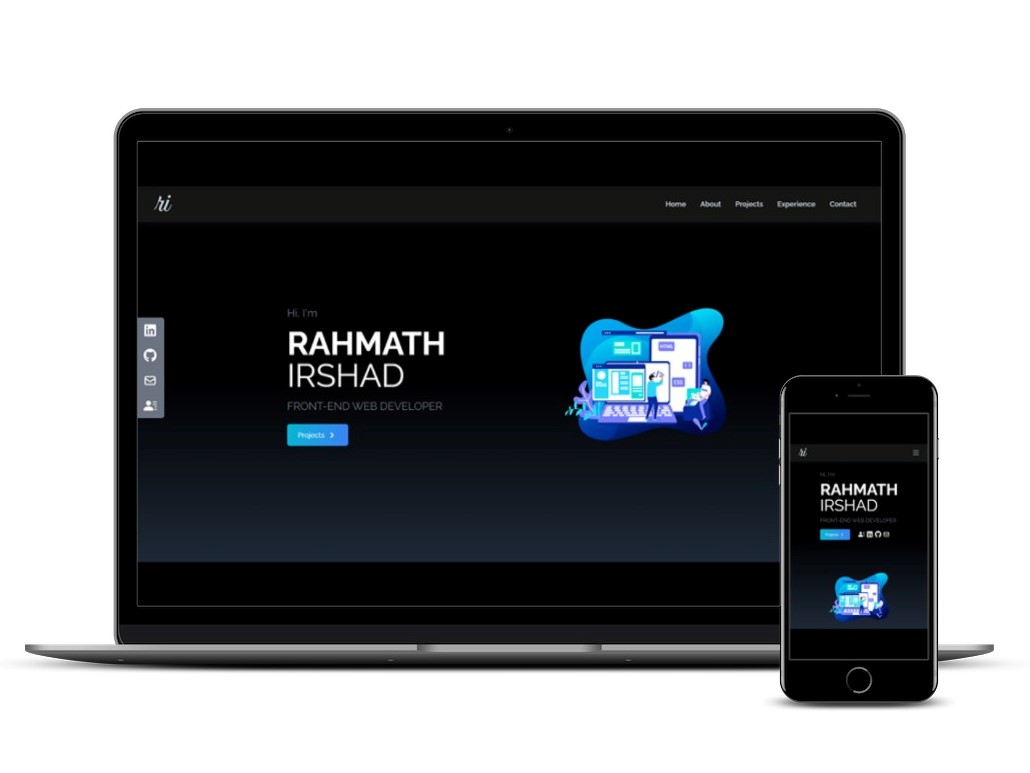 ri
Home About Projects Experience Contact
Hi, I'm
RAHMATH
IRSHAD
FRONT-END WEB DEVELOPER
Projects
HTML
CSS
ri
Hi, I'm
RAHMATH
IRSHAD
FRONT-END WEB DEVELOPER
Projects